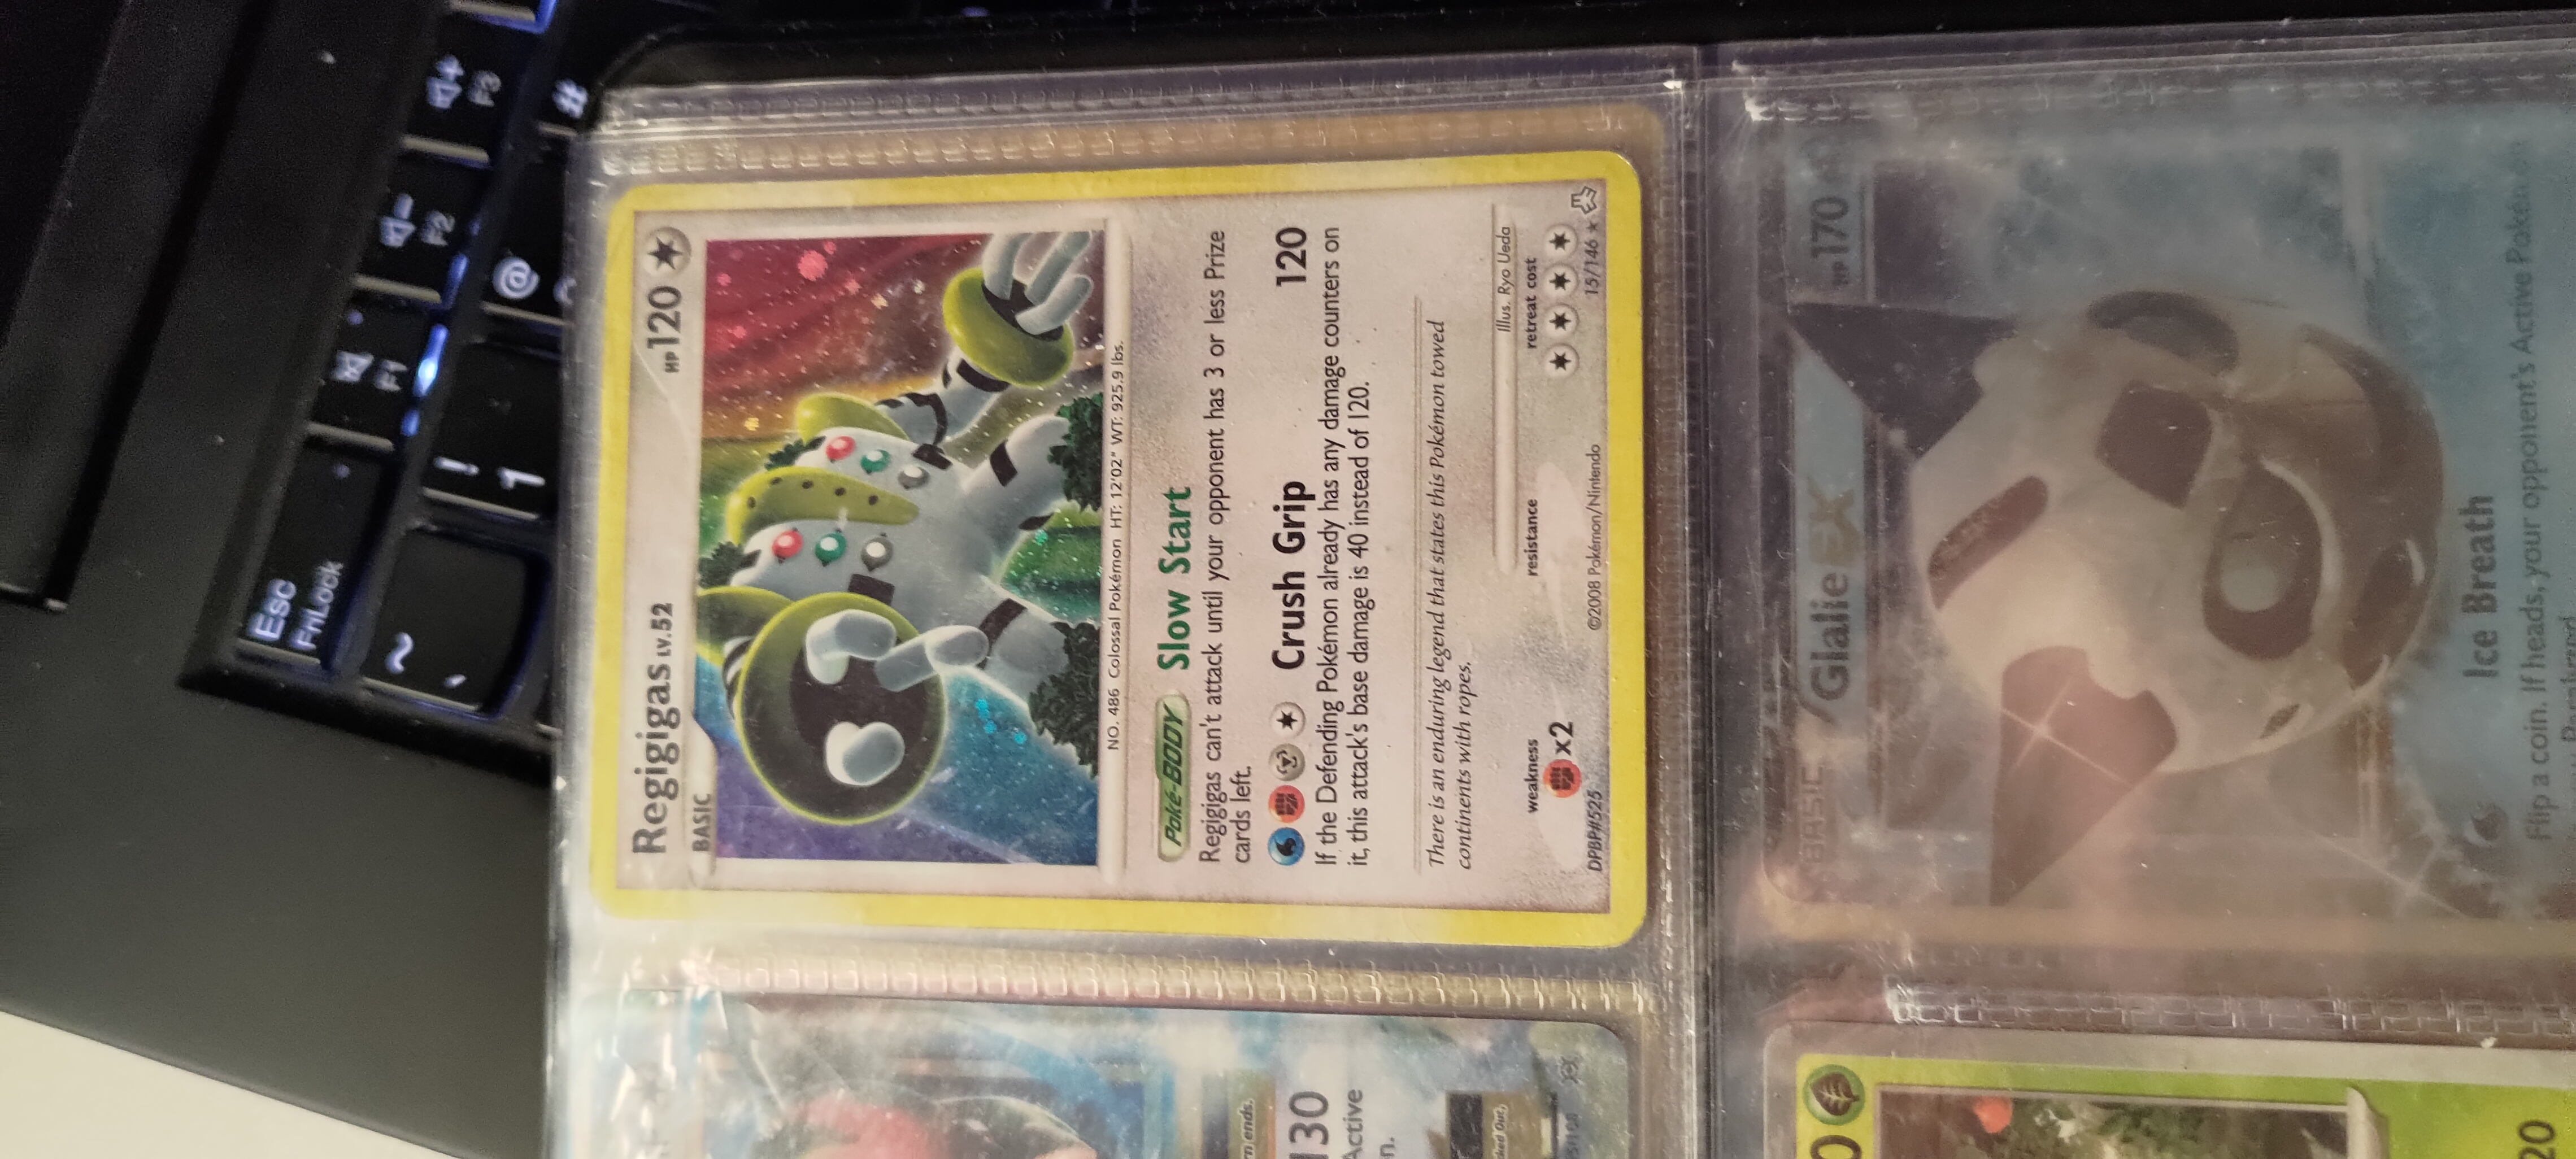 Regigigas LV.52
HP 120
BASIC
NO. 486 Colossal Pokémon HT: 12'02" WT: 925.9 lbs.
Poké-BODY Slow Start
Regigigas can't attack until your opponent has 3 or less Prize
cards left.
Crush Grip 120
If the Defending Pokémon already has any damage counters on
it, this attack's base damage is 40 instead of 120.
There is an enduring legend that states this Pokémon towed
continents with ropes.
Illus. Ryo Ueda
weakness
resistance
retreat cost
x2
DPBP#525
©2008 Pokémon/Nintendo
15/146
BASIC
Glalie EX
HP 170
Ice Breath
Flip a coin. If heads, your opponent's Active Pokémon
130
Active
n.
rn ends.
20
Esc
FnLock
F1
F2
F3
~
`
!
1
@
#